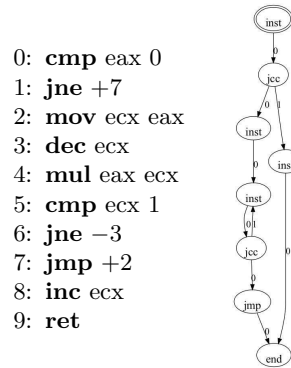 0: cmp eax 0
1: jne +7
2: mov ecx eax
3: dec ecx
4: mul eax ecx
5: cmp ecx 1
6: jne −3
7: jmp +2
8: inc ecx
9: ret
inst
0
jcc
0 1
inst
ins
0
inst
0 1
0
jcc
0
jmp
0
end